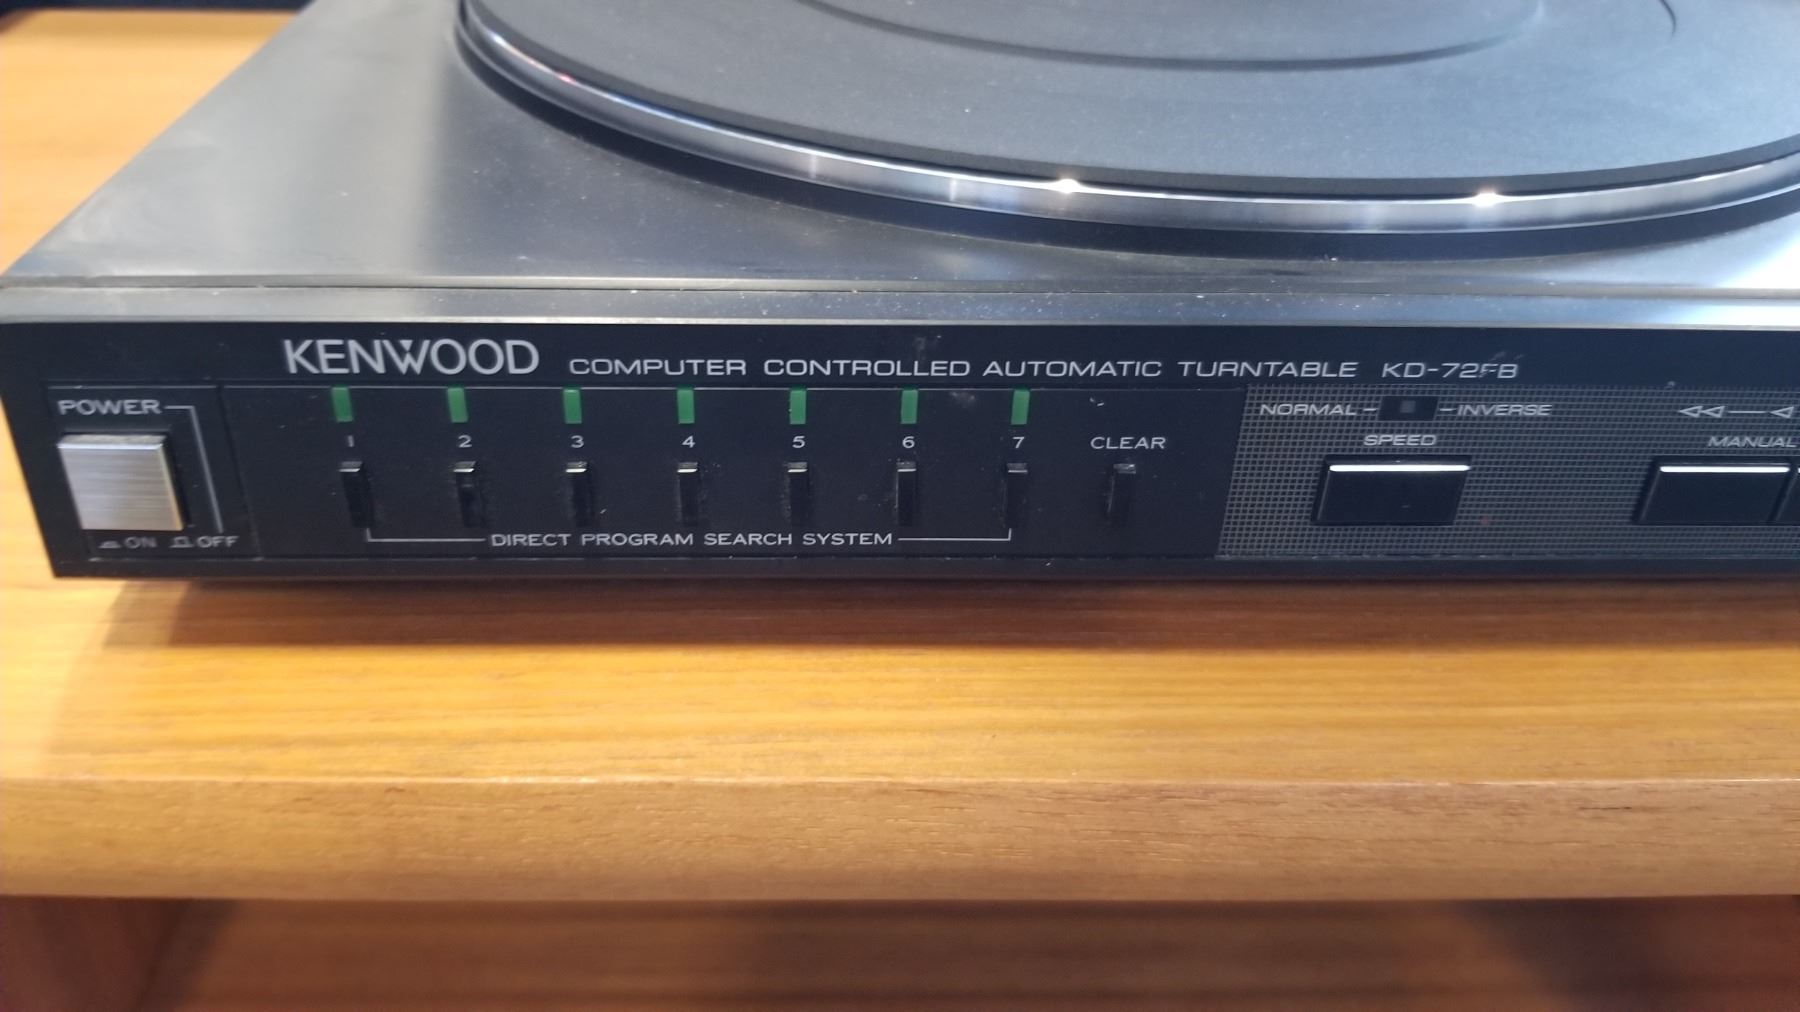 KENWOOD COMPUTER CONTROLLED AUTOMATIC TURNTABLE KD-72FB
POWER
NORMAL - - INVERSE
1 2 3 4 5 6 7 CLEAR
SPEED
MANUAL
DIRECT PROGRAM SEARCH SYSTEM
ON OFF